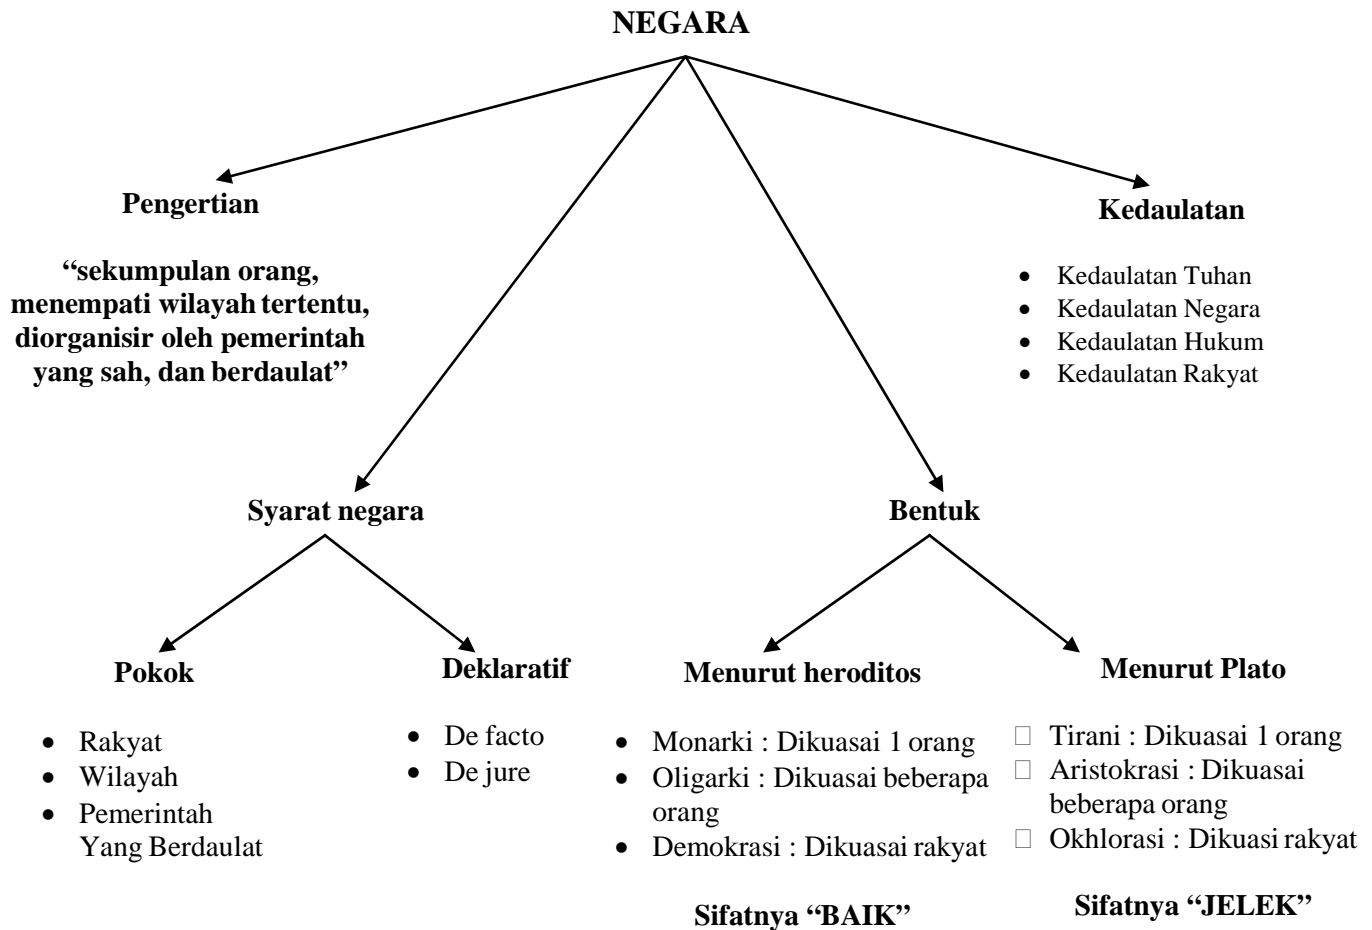 NEGARA
Pengertian
“sekumpulan orang,
menempati wilayah tertentu,
diorganisir oleh pemerintah
yang sah, dan berdaulat”
Kedaulatan
• Kedaulatan Tuhan
• Kedaulatan Negara
• Kedaulatan Hukum
• Kedaulatan Rakyat
Syarat negara
Pokok
• Rakyat
• Wilayah
• Pemerintah
Yang Berdaulat
Deklaratif
• De facto
• De jure
Bentuk
Menurut heroditos
• Monarki : Dikuasai 1 orang
• Oligarki : Dikuasai beberapa
orang
• Demokrasi : Dikuasai rakyat
Sifatnya “BAIK”
Menurut Plato
□ Tirani : Dikuasai 1 orang
□ Aristokrasi : Dikuasai
beberapa orang
□ Okhlorasi : Dikuasi rakyat
Sifatnya “JELEK”